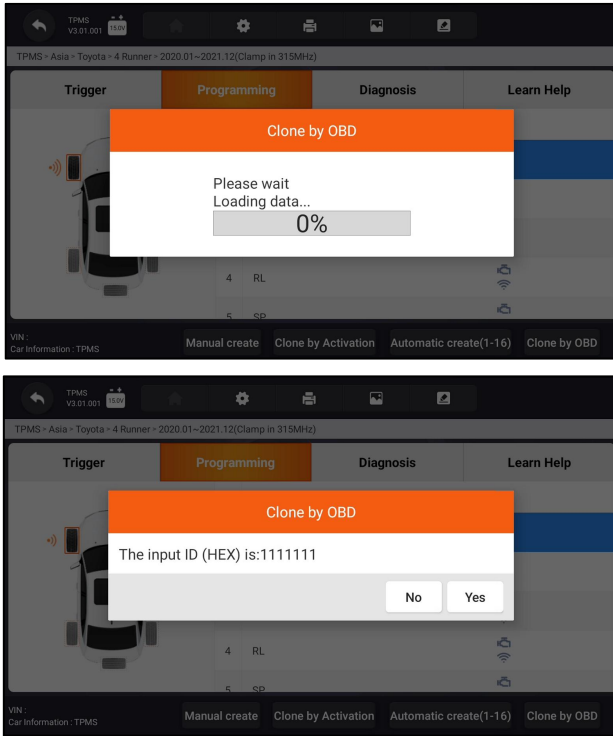 TPMS
V3.01.001
15.0V
TPMS > Asia > Toyota > 4 Runner > 2020.01~2021.12(Clamp in 315MHz)
Trigger
Programming
Diagnosis
Learn Help
Clone by OBD
Please wait
Loading data...
0%
4 RL
5 SP
VIN :
Car Information : TPMS
Manual create
Clone by Activation
Automatic create(1-16)
Clone by OBD
TPMS
V3.01.001
15.0V
TPMS > Asia > Toyota > 4 Runner > 2020.01~2021.12(Clamp in 315MHz)
Trigger
Programming
Diagnosis
Learn Help
Clone by OBD
The input ID (HEX) is:1111111
No
Yes
4 RL
5 SP
VIN :
Car Information : TPMS
Manual create
Clone by Activation
Automatic create(1-16)
Clone by OBD